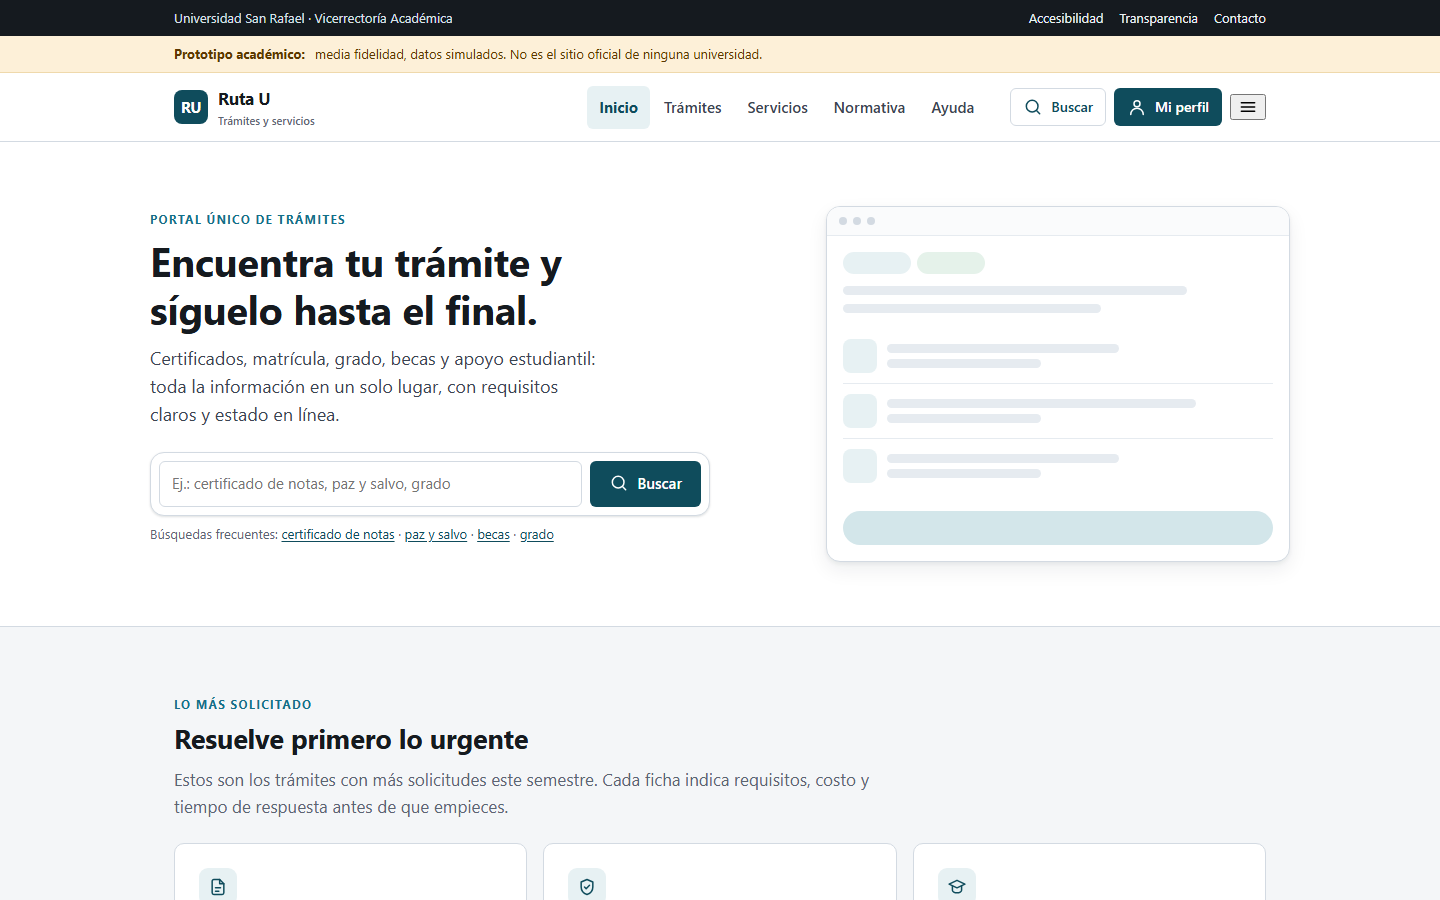 Universidad San Rafael · Vicerrectoría Académica
Accesibilidad Transparencia Contacto
Prototipo académico: media fidelidad, datos simulados. No es el sitio oficial de ninguna universidad.
RU
Ruta U
Trámites y servicios
Inicio Trámites Servicios Normativa Ayuda
Buscar
Mi perfil
PORTAL ÚNICO DE TRÁMITES
Encuentra tu trámite y
síguelo hasta el final.
Certificados, matrícula, grado, becas y apoyo estudiantil:
toda la información en un solo lugar, con requisitos
claros y estado en línea.
Ej.: certificado de notas, paz y salvo, grado
Buscar
Búsquedas frecuentes: certificado de notas · paz y salvo · becas · grado
LO MÁS SOLICITADO
Resuelve primero lo urgente
Estos son los trámites con más solicitudes este semestre. Cada ficha indica requisitos, costo y
tiempo de respuesta antes de que empieces.